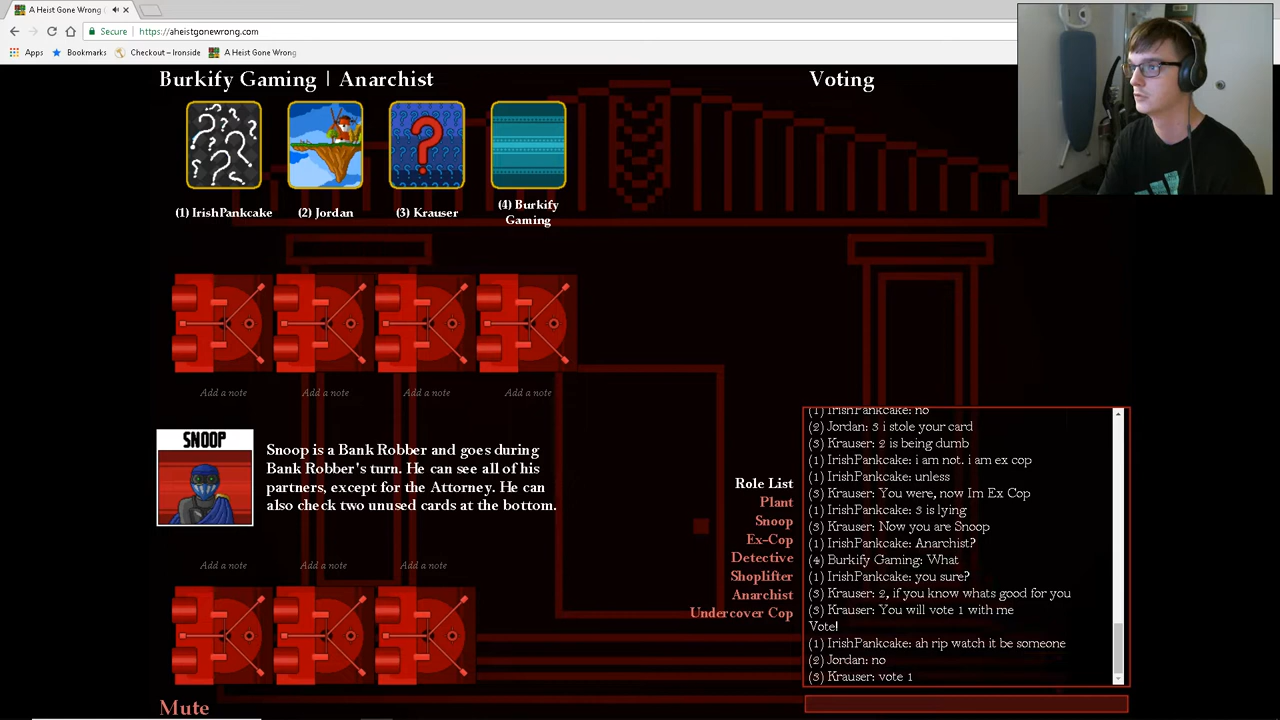 A Heist Gone Wrong
Secure
https://aheistgonewrong.com
Apps
Bookmarks
Checkout – Ironside
A Heist Gone Wrong
Burkify Gaming | Anarchist
Voting
(1) IrishPankcake
(2) Jordan
(3) Krauser
(4) Burkify
Gaming
Add a note
Add a note
Add a note
Add a note
SNOOP
Snoop is a Bank Robber and goes during
Bank Robber's turn. He can see all of his
partners, except for the Attorney. He can
also check two unused cards at the bottom.
Add a note
Add a note
Add a note
Role List
Plant
Snoop
Ex-Cop
Detective
Shoplifter
Anarchist
Undercover Cop
(1) IrishPankcake: no
(2) Jordan: 3 i stole your card
(3) Krauser: 2 is being dumb
(1) IrishPankcake: i am not. i am ex cop
(1) IrishPankcake: unless
(3) Krauser: You were, now Im Ex Cop
(1) IrishPankcake: 3 is lying
(3) Krauser: Now you are Snoop
(1) IrishPankcake: Anarchist?
(4) Burkify Gaming: What
(1) IrishPankcake: you sure?
(3) Krauser: 2, if you know whats good for you
(3) Krauser: You will vote 1 with me
Vote!
(1) IrishPankcake: ah rip watch it be someone
(2) Jordan: no
(3) Krauser: vote 1
Mute